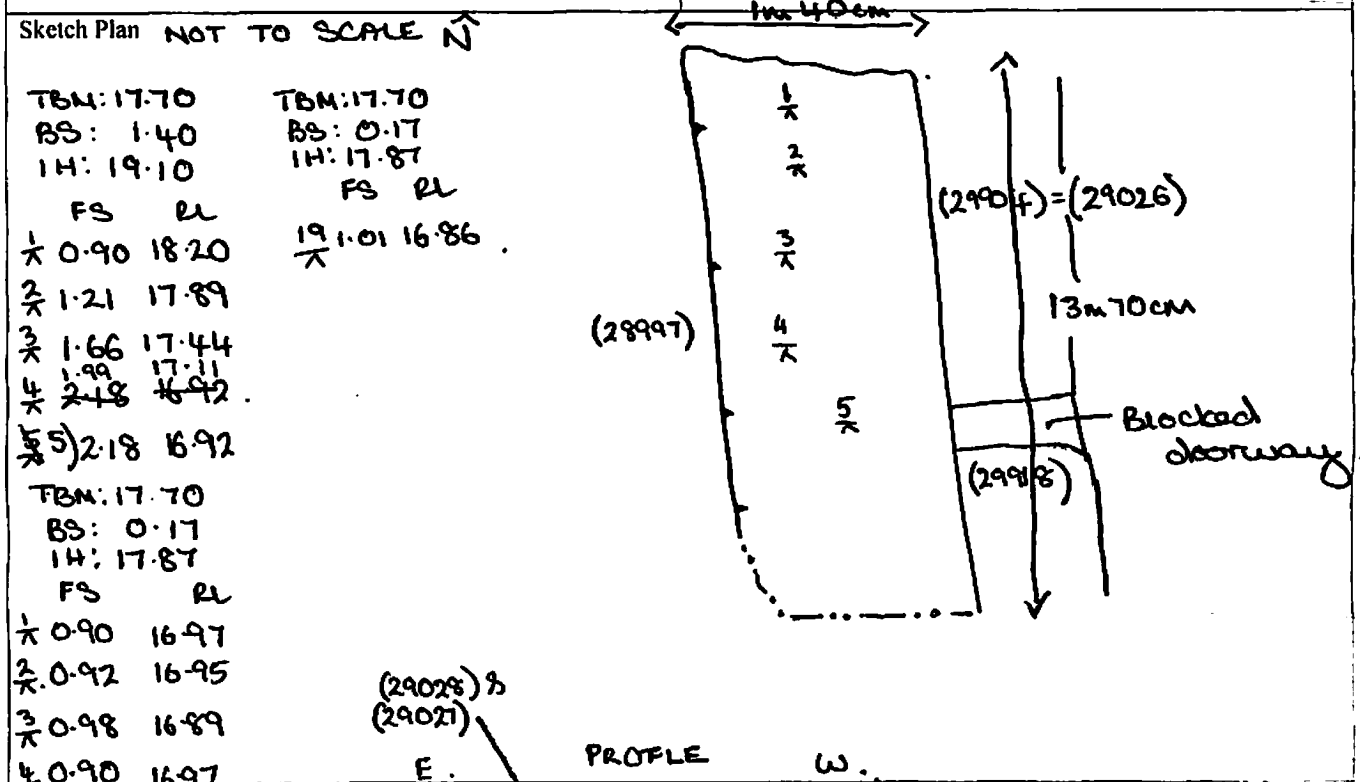 1m 40cm
Sketch Plan NOT TO SCALE N
TBM: 17.70
BS: 1.40
IH: 19.10
FS RL
1 0.90 18.20
2 1.21 17.89
3 1.66 17.44
1.99 17.11
4 2.18 16.92.
5) 2.18 16.92
TBM: 17.70
BS: 0.17
IH: 17.87
FS RL
1 0.90 16.97
2 0.92 16.95
3 0.98 16.89
4 0.90 16.97
TBM: 17.70
BS: 0.17
IH: 17.87
FS RL
19 1.01 16.86.
1
2
3
4
5
(28997)
=(29026)
13m 70cm
Blocked
doorway
(29028) &
(29027)
E.
PROFLE
W.